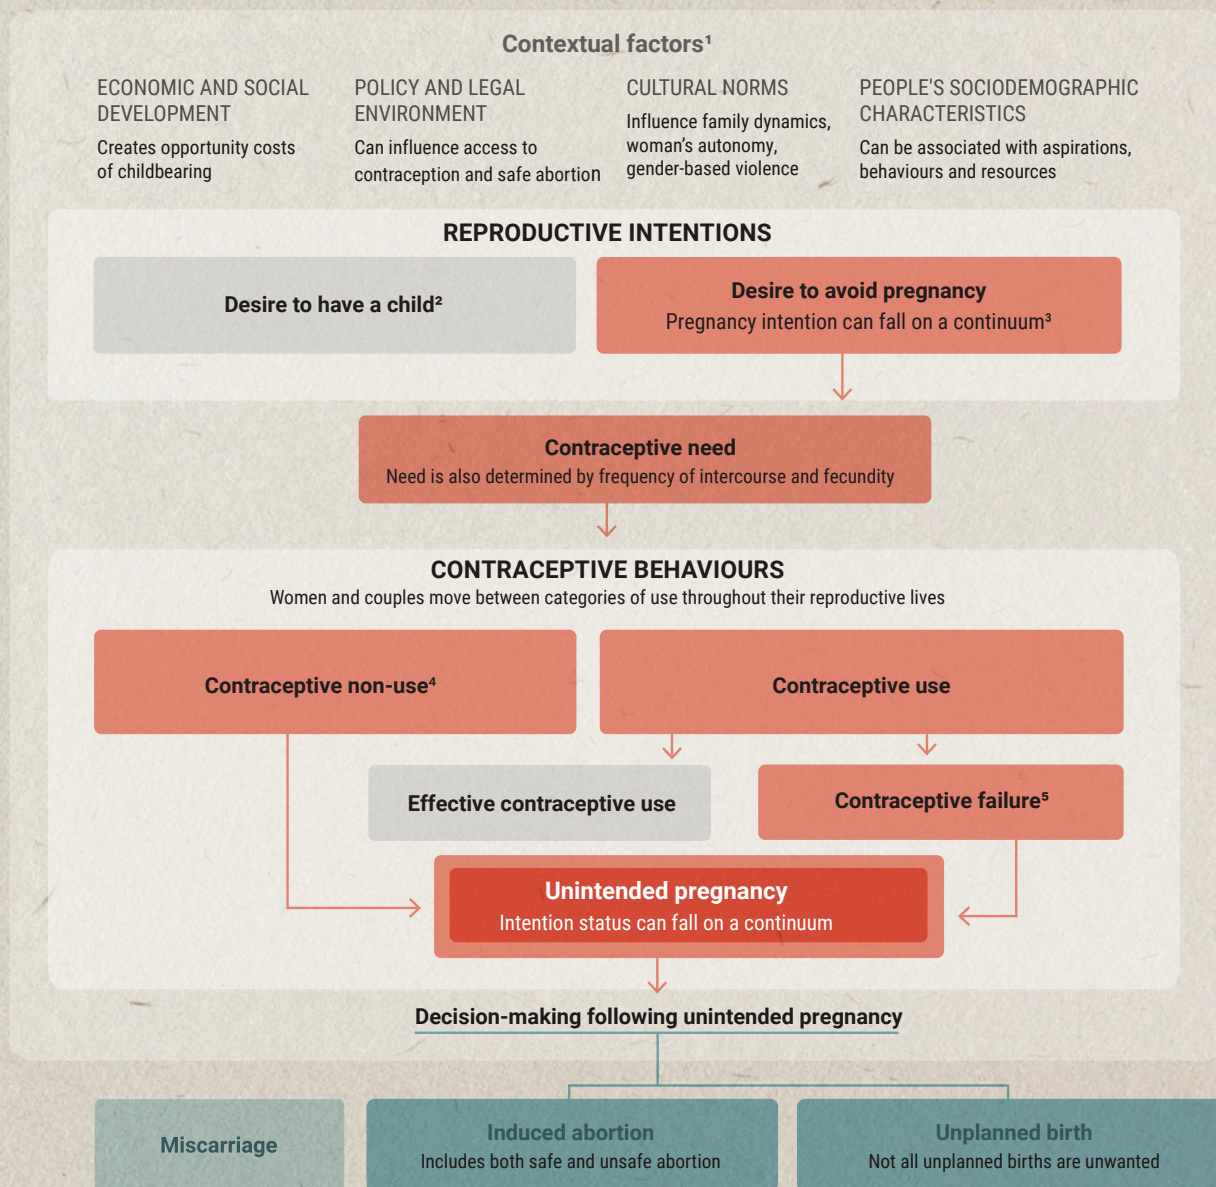 Contextual factors¹
ECONOMIC AND SOCIAL
DEVELOPMENT
Creates opportunity costs
of childbearing
POLICY AND LEGAL
ENVIRONMENT
Can influence access to
contraception and safe abortion
CULTURAL NORMS
Influence family dynamics,
woman's autonomy,
gender-based violence
PEOPLE'S SOCIODEMOGRAPHIC
CHARACTERISTICS
Can be associated with aspirations,
behaviours and resources
REPRODUCTIVE INTENTIONS
Desire to have a child²
Desire to avoid pregnancy
Pregnancy intention can fall on a continuum³
Contraceptive need
Need is also determined by frequency of intercourse and fecundity
CONTRACEPTIVE BEHAVIOURS
Women and couples move between categories of use throughout their reproductive lives
Contraceptive non-use⁴
Contraceptive use
Effective contraceptive use
Contraceptive failure⁵
Unintended pregnancy
Intention status can fall on a continuum
Decision-making following unintended pregnancy
Miscarriage
Induced abortion
Includes both safe and unsafe abortion
Unplanned birth
Not all unplanned births are unwanted